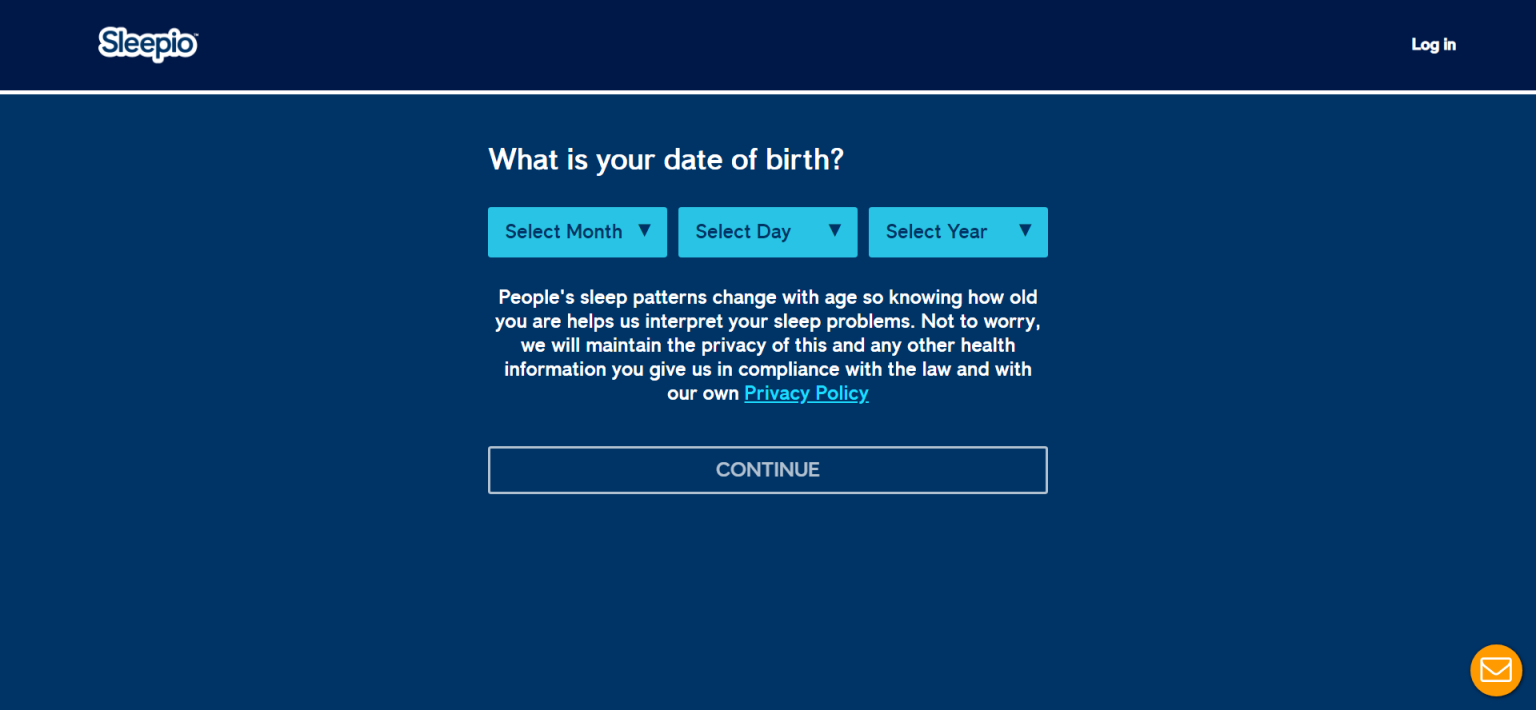 Sleepio™
Log in
What is your date of birth?
Select Month ▼
Select Day ▼
Select Year ▼
People's sleep patterns change with age so knowing how old
you are helps us interpret your sleep problems. Not to worry,
we will maintain the privacy of this and any other health
information you give us in compliance with the law and with
our own Privacy Policy
CONTINUE